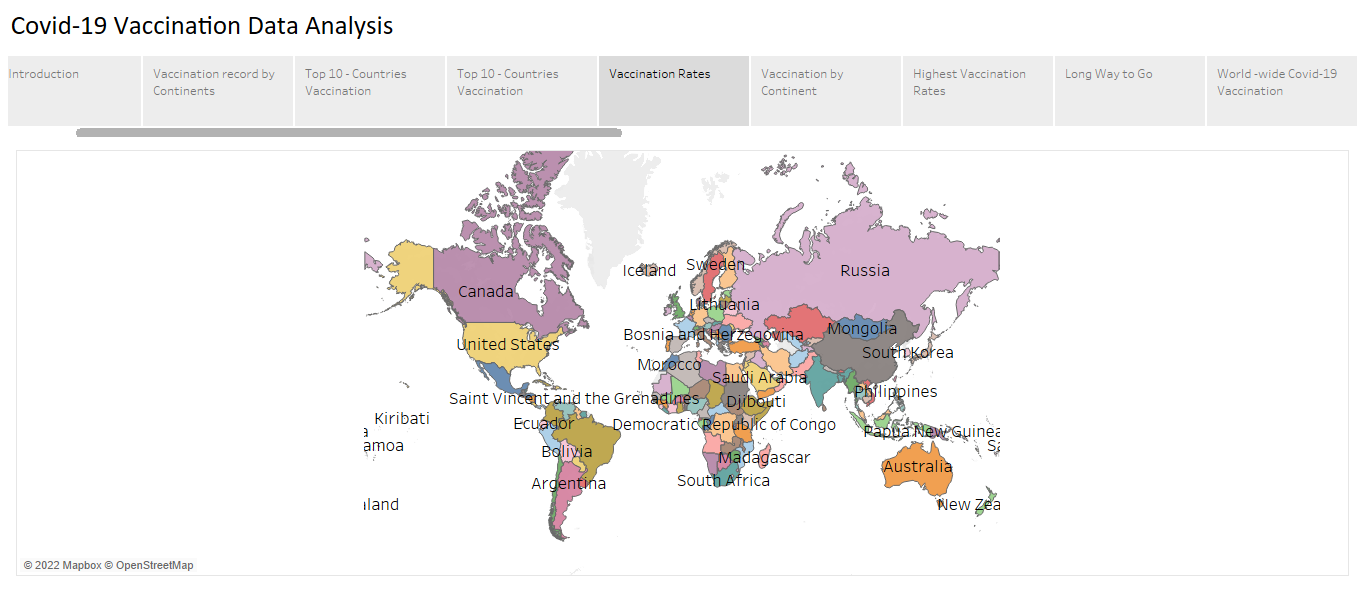 Covid-19 Vaccination Data Analysis
Introduction
Vaccination record by
Continents
Top 10 - Countries
Vaccination
Top 10 - Countries
Vaccination
Vaccination Rates
Vaccination by
Continent
Highest Vaccination
Rates
Long Way to Go
World -wide Covid-19
Vaccination
Iceland
Sweden
Russia
Canada
Lithuania
Mongolia
Bosnia and Herzegovina
United States
South Korea
Morocco
Saudi Arabia
Philippines
Saint Vincent and the Grenadines
Djibouti
Kiribati
Ecuador
Democratic Republic of Congo
Papua New Guinea
a
amoa
Sa
Bolivia
Madagascar
Australia
South Africa
Argentina
aland
New Zea
© 2022 Mapbox © OpenStreetMap